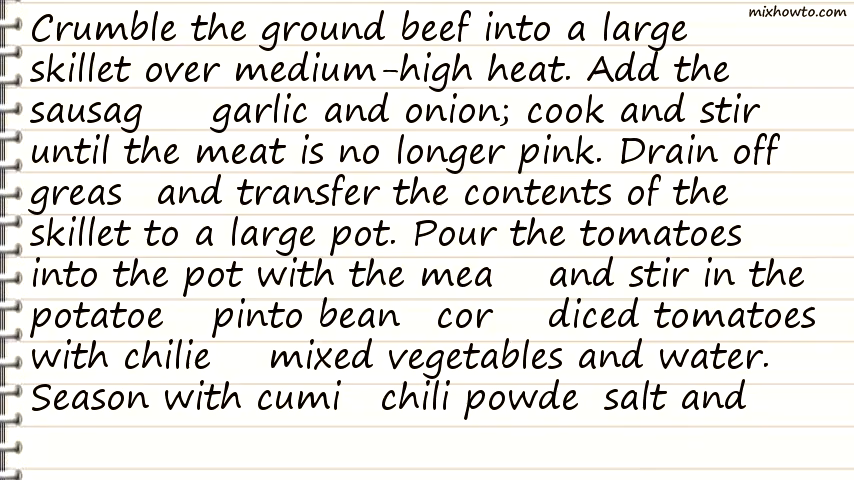 mixhowto.com
Crumble the ground beef into a large
skillet over medium-high heat. Add the
sausag garlic and onion; cook and stir
until the meat is no longer pink. Drain off
greas and transfer the contents of the
skillet to a large pot. Pour the tomatoes
into the pot with the mea and stir in the
potatoe pinto bean cor diced tomatoes
with chilie mixed vegetables and water.
Season with cumi chili powde salt and